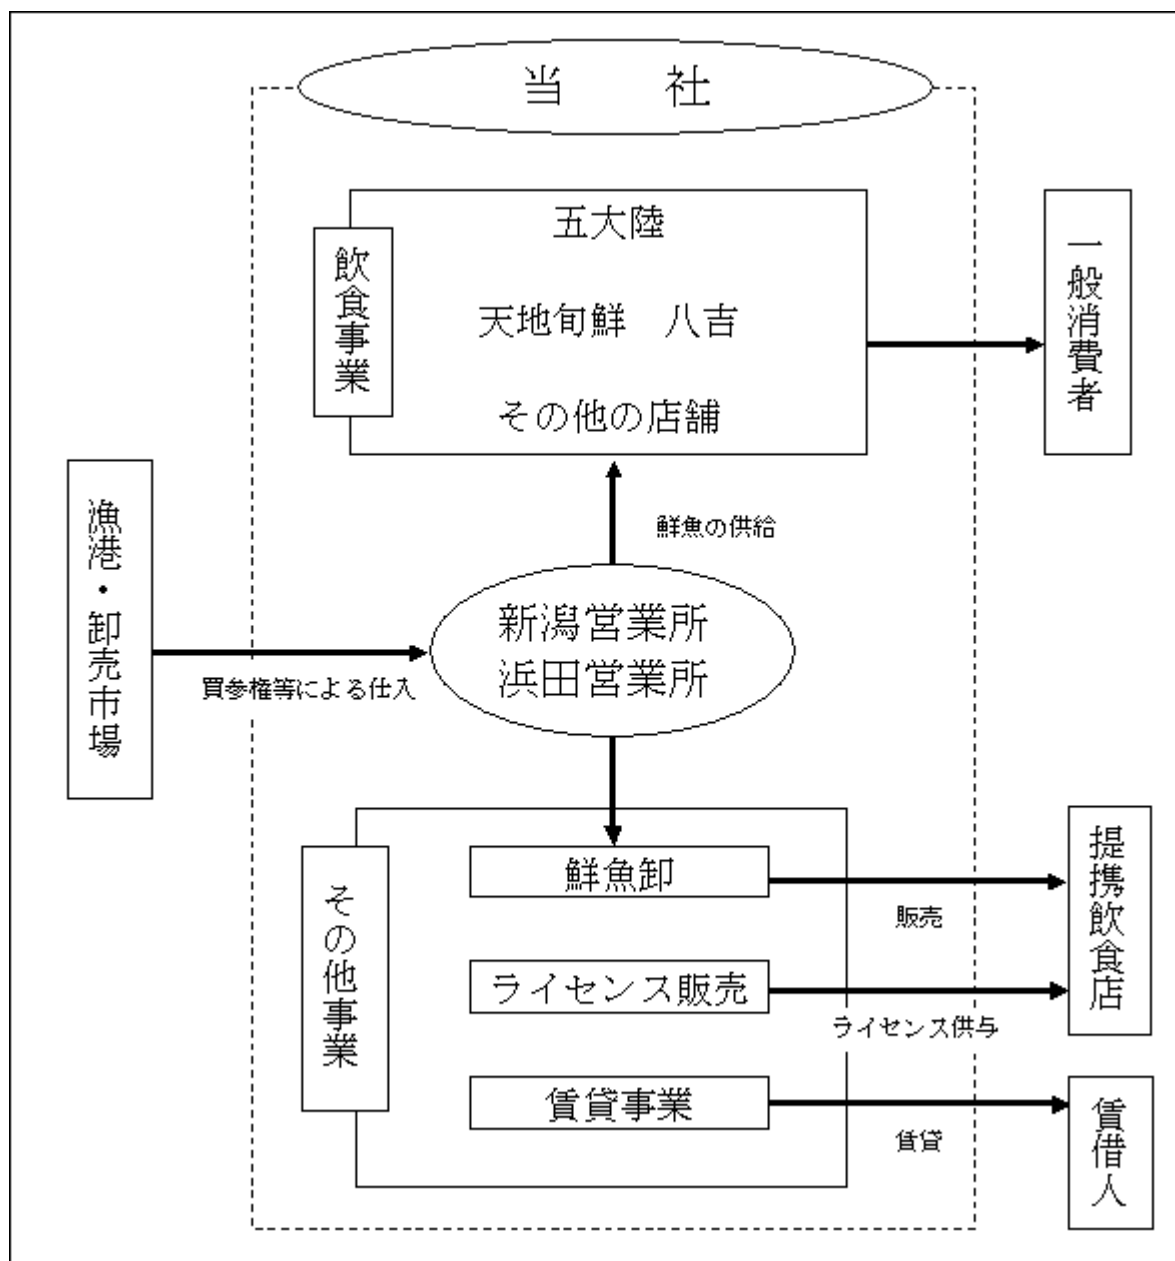 当　　社
五大陸
天地旬鮮　八吉
その他の店舗
飲食事業
一般消費者
鮮魚の供給
漁港・卸売市場
買参権等による仕入
新潟営業所
浜田営業所
その他事業
鮮魚卸
販売
ライセンス販売
ライセンス供与
提携飲食店
賃貸事業
賃貸
賃借人